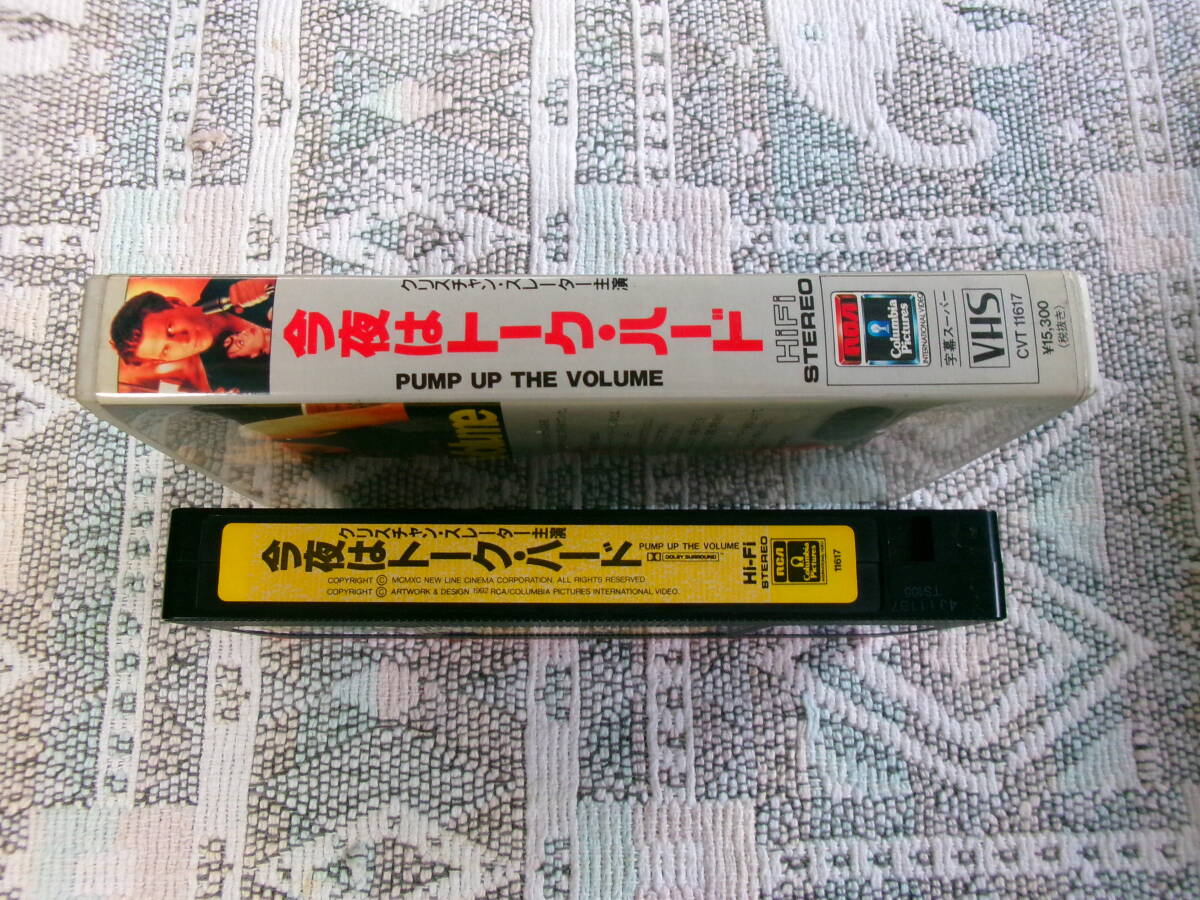 クリスチャン・スレーター主演
今夜はトーク・ハード
PUMP UP THE VOLUME
HiFi
STEREO
RCA
Columbia
Pictures
INTERNATIONAL VIDEO
字幕スーパー
VHS
CVT 11617
¥15,300
(税抜き)
Volume
クリスチャン・スレーター主演
今夜はトーク・ハード
PUMP UP THE VOLUME
DOLBY SURROUND
COPYRIGHT Ⓒ MCMXC NEW LINE CINEMA CORPORATION. ALL RIGHTS RESERVED
COPYRIGHT Ⓒ ARTWORK & DESIGN 1992 RCA/COLUMBIA PICTURES INTERNATIONAL VIDEO.
Hi-Fi
STEREO
RCA
Columbia
Pictures
11617
TS105